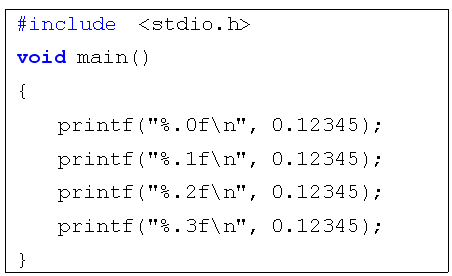 #include <stdio.h>
void main()
{
printf("%.0f\n", 0.12345);
printf("%.1f\n", 0.12345);
printf("%.2f\n", 0.12345);
printf("%.3f\n", 0.12345);
}